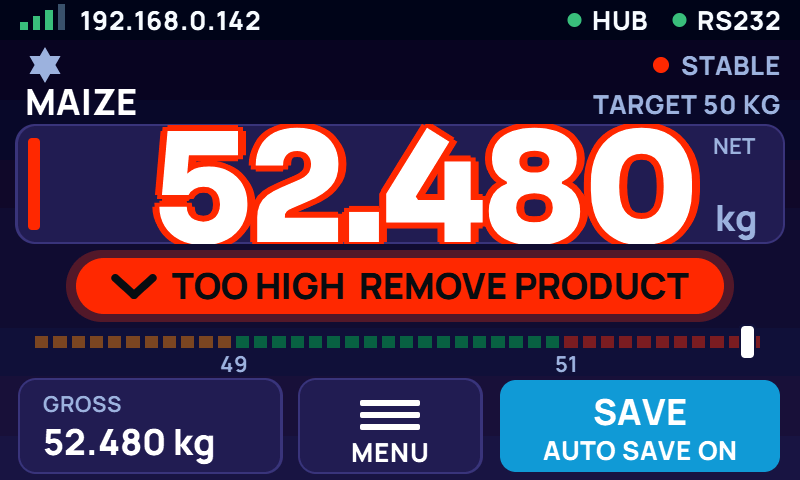 192.168.0.142 HUB RS232
STABLE
MAIZE TARGET 50 KG
52.480 NET kg
TOO HIGH REMOVE PRODUCT
49 51
GROSS
52.480 kg
MENU
SAVE
AUTO SAVE ON